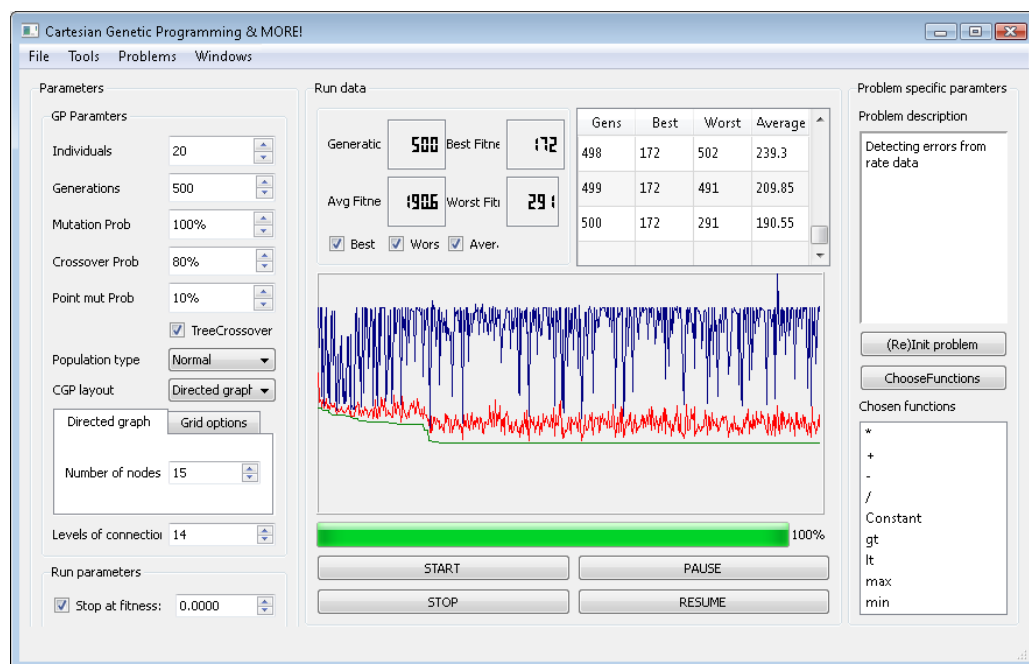 Cartesian Genetic Programming & MORE!
File Tools Problems Windows
Parameters
GP Paramters
Individuals 20
Generations 500
Mutation Prob 100%
Crossover Prob 80%
Point mut Prob 10%
TreeCrossover
Population type Normal
CGP layout Directed graph
Directed graph Grid options
Number of nodes 15
Levels of connectio 14
Run parameters
Stop at fitness: 0.0000
Run data
Generatic 500 Best Fitne 172
Avg Fitne 190.6 Worst Fit 291
Best Wors Aver.
Gens Best Worst Average
498 172 502 239.3
499 172 491 209.85
500 172 291 190.55
100%
START PAUSE
STOP RESUME
Problem specific paramters
Problem description
Detecting errors from
rate data
(Re)Init problem
ChooseFunctions
Chosen functions
*
+
-
/
Constant
gt
lt
max
min